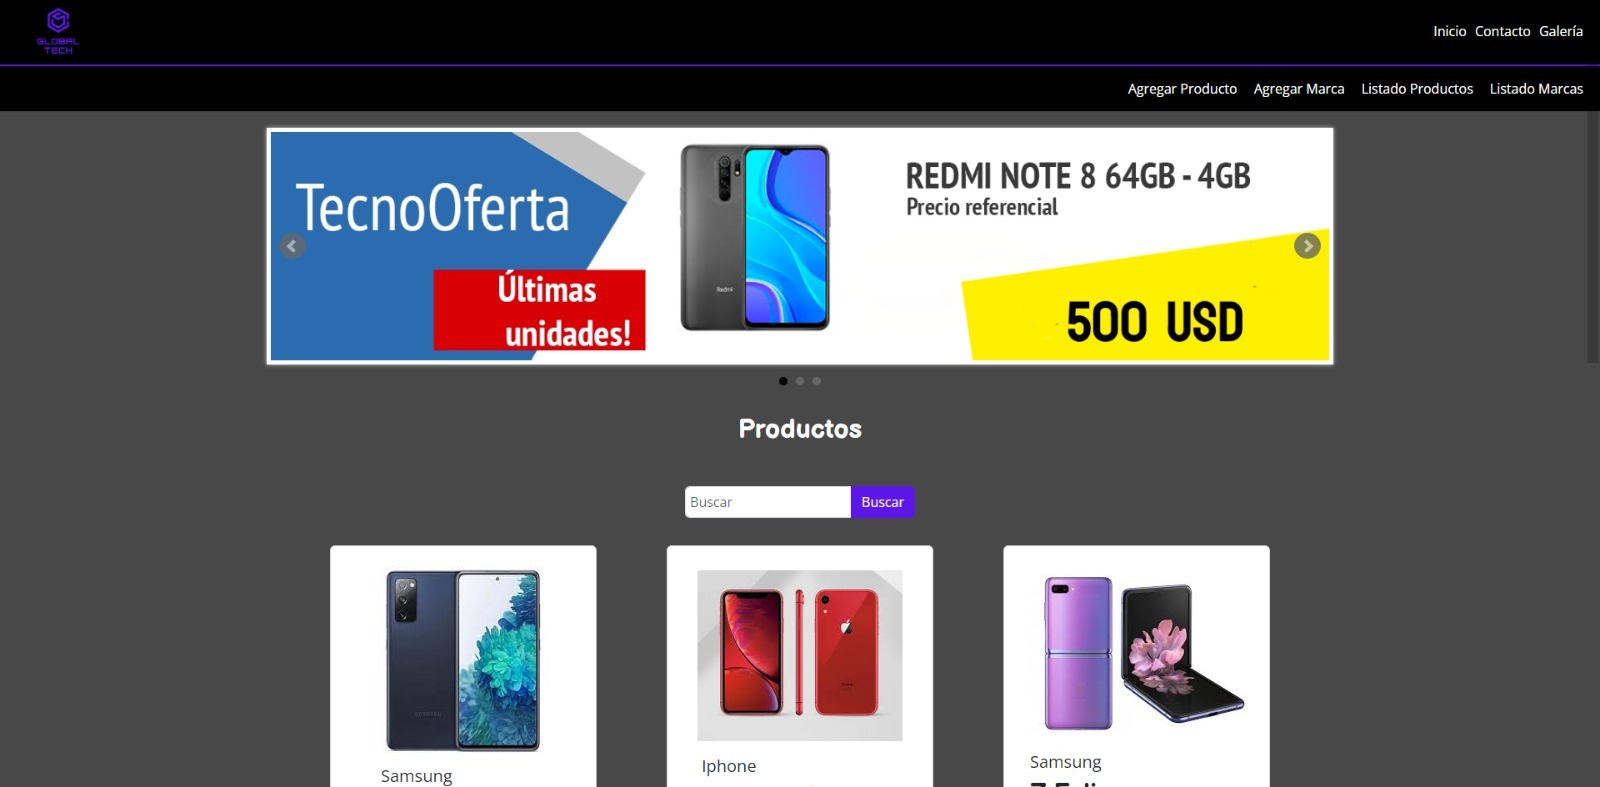 GLOBAL
TECH
Inicio Contacto Galería
Agregar Producto Agregar Marca Listado Productos Listado Marcas
TecnoOferta
Últimas
unidades!
Redmi
REDMI NOTE 8 64GB - 4GB
Precio referencial
500 USD
Productos
Buscar Buscar
SAMSUNG
Samsung
Iphone
Samsung